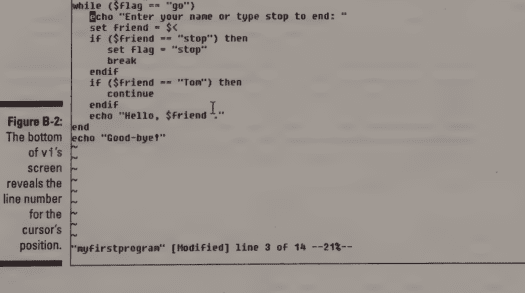 while ($flag == "go")
echo "Enter your name or type stop to end: "
set friend = $<
if ($friend == "stop") then
set flag = "stop"
break
endif
if ($friend == "Tom") then
continue
endif
echo "Hello, $friend ."
end
echo "Good-bye!"
~
~
~
~
~
~
~
"myfirstprogram" [Modified] line 3 of 14 --21%--
Figure B-2:
The bottom
of vi's
screen
reveals the
line number
for the
cursor's
position.